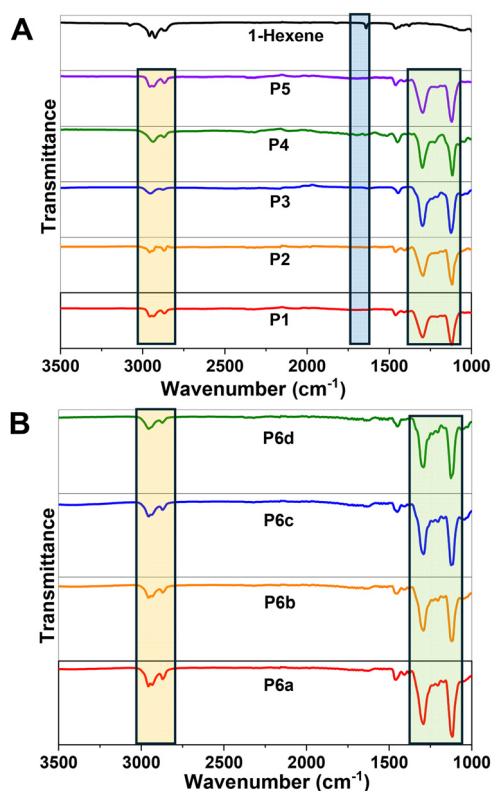 A
1-Hexene
P5
P4
P3
P2
P1
Transmittance
3500 3000 2500 2000 1500 1000
Wavenumber (cm⁻¹)
B
P6d
P6c
P6b
P6a
Transmittance
3500 3000 2500 2000 1500 1000
Wavenumber (cm⁻¹)